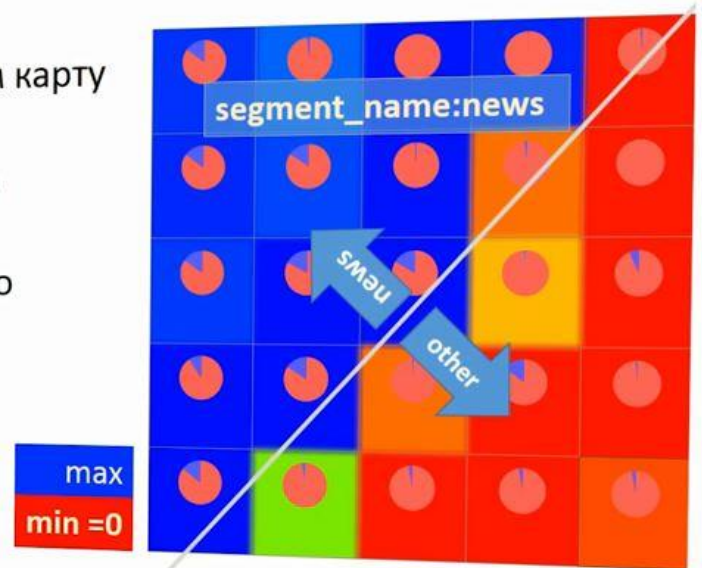 карту
о
segment_name:news
news
other
max
min =0